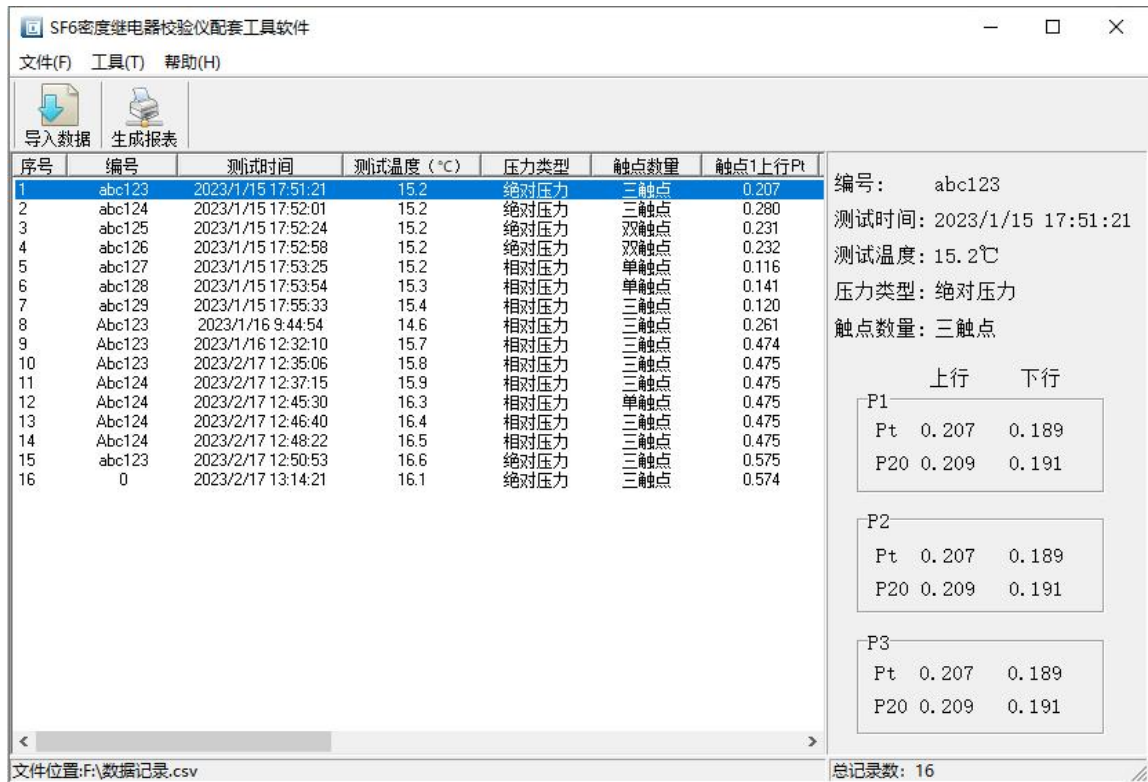 SF6密度继电器校验仪配套工具软件
文件(F) 工具(T) 帮助(H)
导入数据 生成报表
序号 编号 测试时间 测试温度（°C） 压力类型 触点数量 触点1上行Pt
1 abc123 2023/1/15 17:51:21 15.2 绝对压力 三触点 0.207
2 abc124 2023/1/15 17:52:01 15.2 绝对压力 三触点 0.280
3 abc125 2023/1/15 17:52:24 15.2 绝对压力 双触点 0.231
4 abc126 2023/1/15 17:52:58 15.2 绝对压力 双触点 0.232
5 abc127 2023/1/15 17:53:25 15.2 相对压力 单触点 0.116
6 abc128 2023/1/15 17:53:54 15.3 相对压力 单触点 0.141
7 abc129 2023/1/15 17:55:33 15.4 相对压力 三触点 0.120
8 Abc123 2023/1/16 9:44:54 14.6 相对压力 三触点 0.261
9 Abc123 2023/1/16 12:32:10 15.7 相对压力 三触点 0.474
10 Abc123 2023/2/17 12:35:06 15.8 相对压力 三触点 0.475
11 Abc124 2023/2/17 12:37:15 15.9 相对压力 三触点 0.475
12 Abc124 2023/2/17 12:45:30 16.3 相对压力 单触点 0.475
13 Abc124 2023/2/17 12:46:40 16.4 相对压力 三触点 0.475
14 Abc124 2023/2/17 12:48:22 16.5 相对压力 三触点 0.475
15 abc123 2023/2/17 12:50:53 16.6 绝对压力 三触点 0.575
16 0 2023/2/17 13:14:21 16.1 绝对压力 三触点 0.574
编号: abc123
测试时间: 2023/1/15 17:51:21
测试温度: 15.2℃
压力类型: 绝对压力
触点数量: 三触点
上行 下行
P1
Pt 0.207 0.189
P20 0.209 0.191
P2
Pt 0.207 0.189
P20 0.209 0.191
P3
Pt 0.207 0.189
P20 0.209 0.191
文件位置:F:\数据记录.csv 总记录数: 16